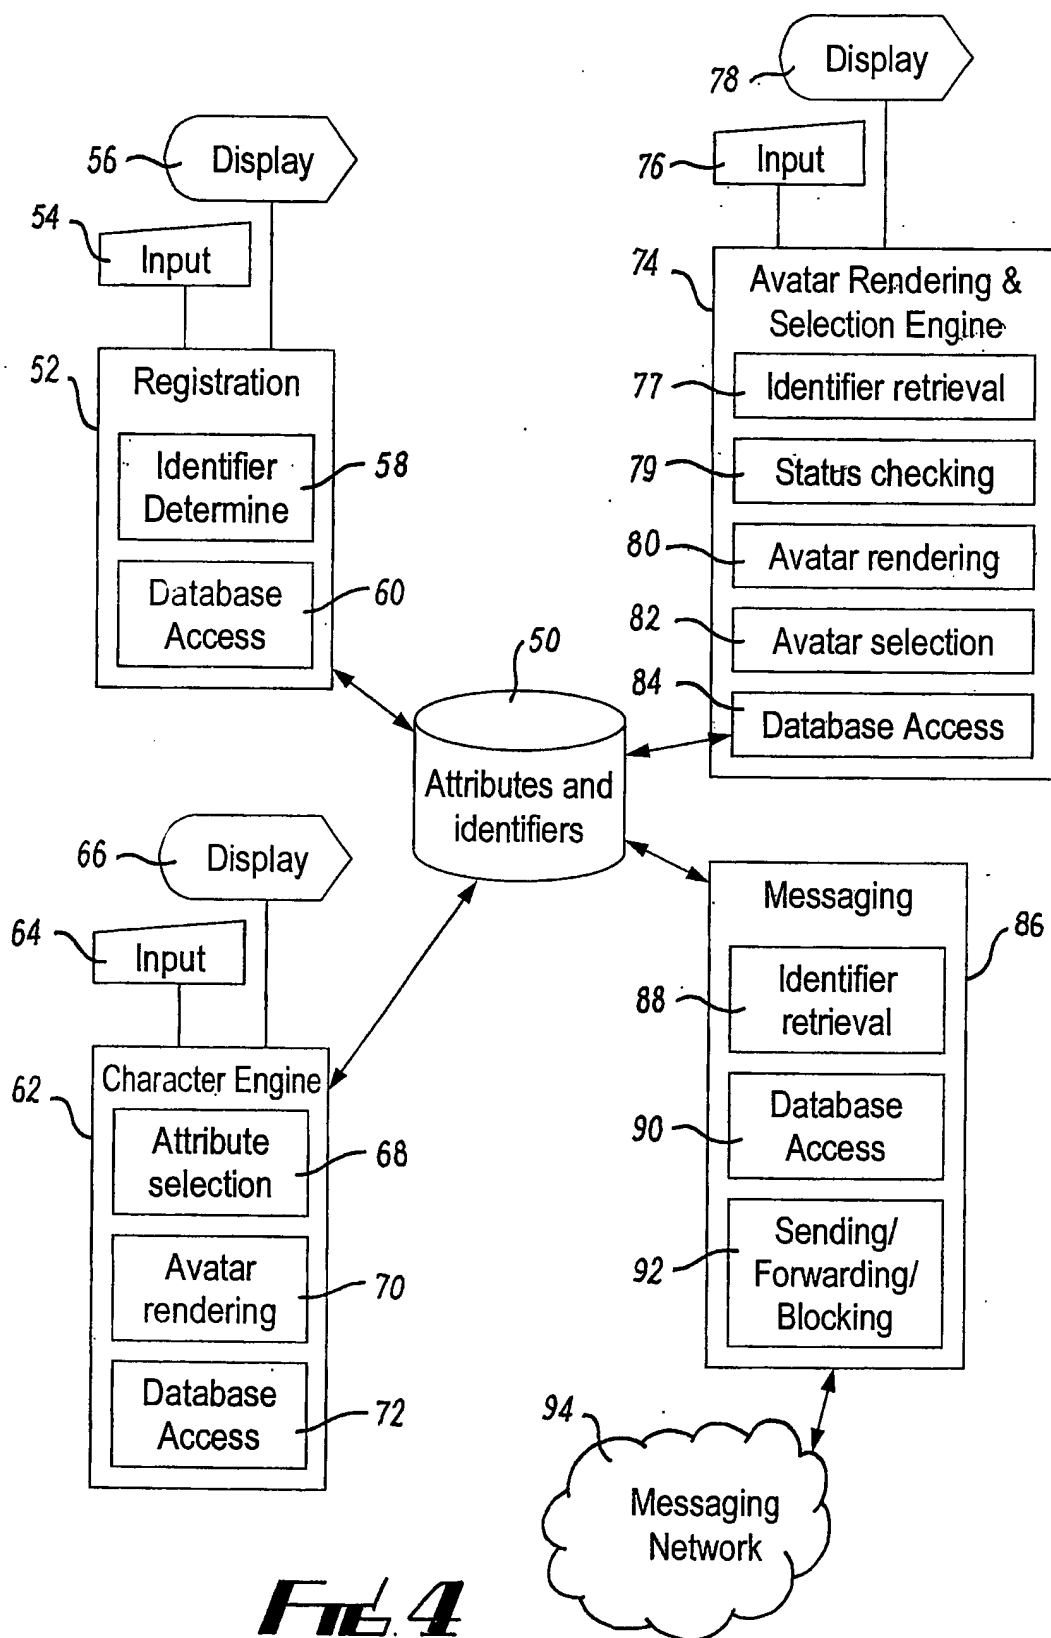 78
Display
76
Input
56
Display
54
Input
74
Avatar Rendering &
Selection Engine
77
Identifier retrieval
79
Status checking
80
Avatar rendering
82
Avatar selection
84
Database Access
52
Registration
Identifier
Determine
58
Database
Access
60
50
Attributes and
identifiers
66
Display
64
Input
62
Character Engine
Attribute
selection
68
Avatar
rendering
70
Database
Access
72
Messaging
86
88
Identifier
retrieval
90
Database
Access
92
Sending/
Forwarding/
Blocking
94
Messaging
Network
FIG. 4